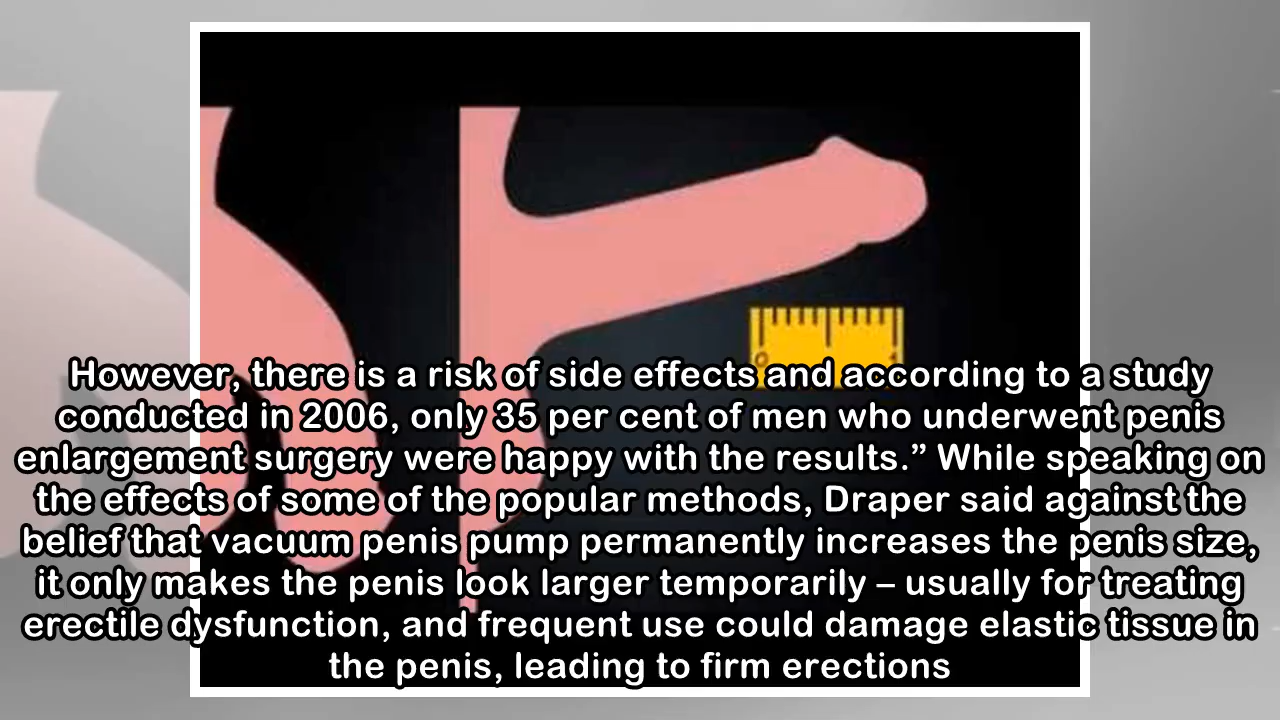 0 1
However, there is a risk of side effects and according to a study
conducted in 2006, only 35 per cent of men who underwent penis
enlargement surgery were happy with the results.” While speaking on
the effects of some of the popular methods, Draper said against the
belief that vacuum penis pump permanently increases the penis size,
it only makes the penis look larger temporarily – usually for treating
erectile dysfunction, and frequent use could damage elastic tissue in
the penis, leading to firm erections